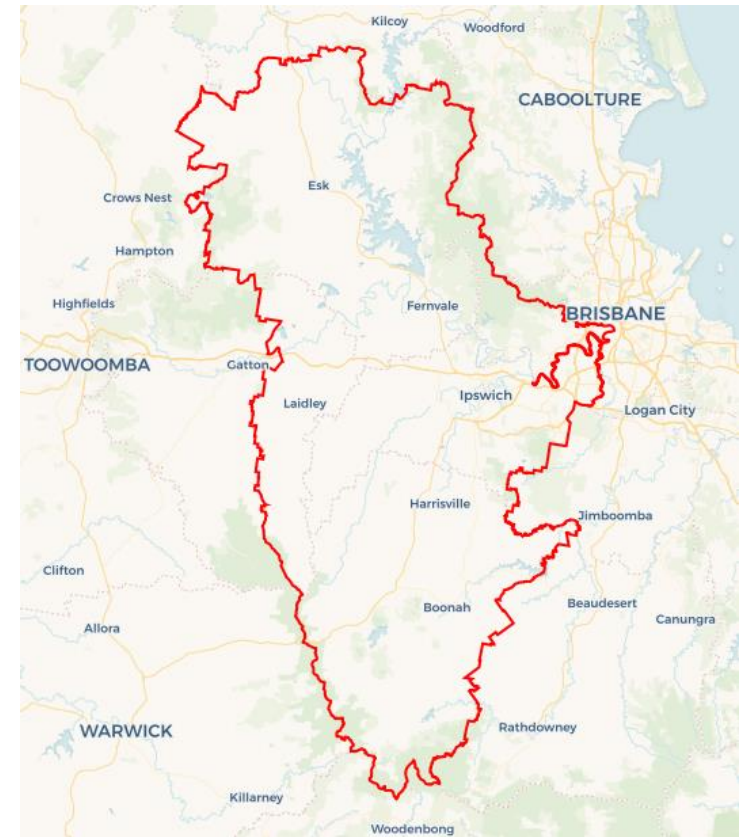 Kilcoy
Woodford
CABOOLTURE
Esk
Crows Nest
Hampton
Highfields
Fernvale
BRISBANE
TOOWOOMBA
Gatton
Ipswich
Laidley
Logan City
Harrisville
Jimboomba
Clifton
Boonah
Beaudesert
Allora
Canungra
WARWICK
Rathdowney
Killarney
Woodenbong